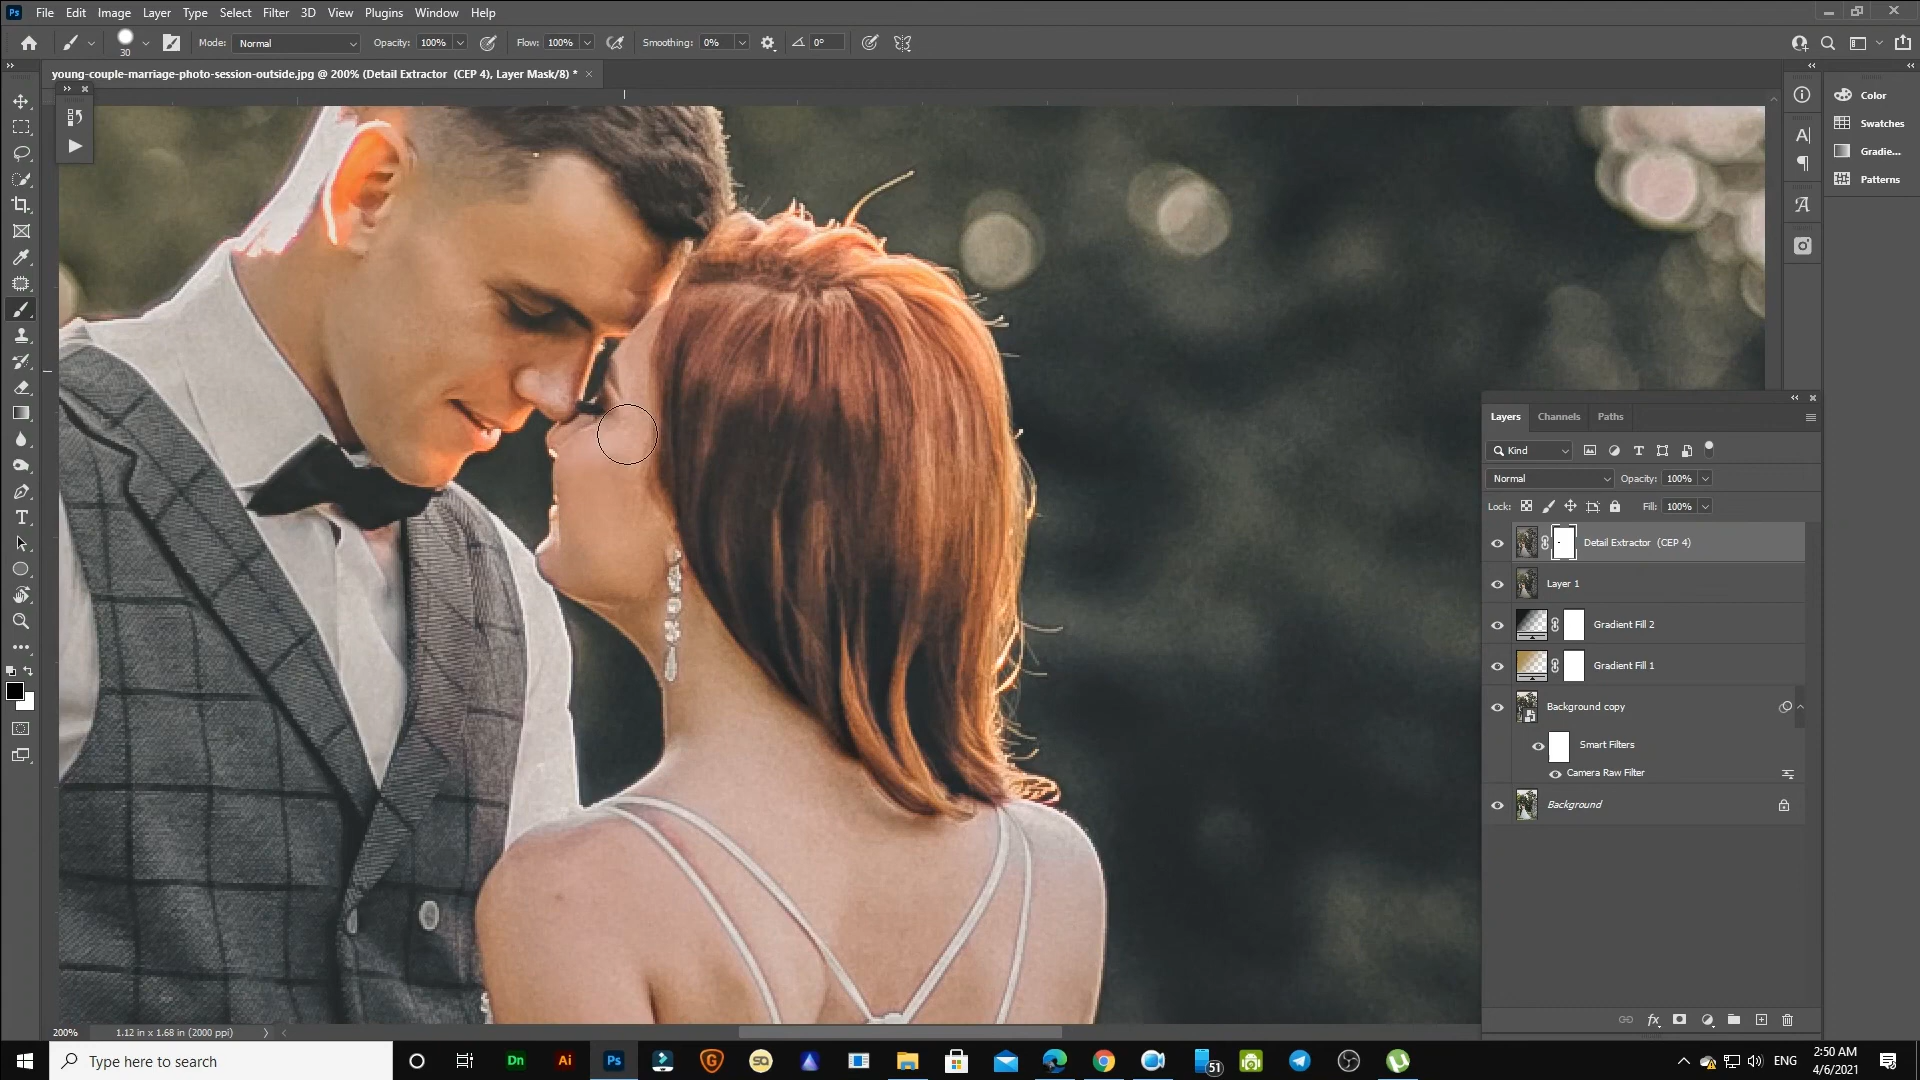 Ps File Edit Image Layer Type Select Filter 3D View Plugins Window Help
30 Mode: Normal Opacity: 100% Flow: 100% Smoothing: 0% 0°
young-couple-marriage-photo-session-outside.jpg @ 200% (Detail Extractor (CEP 4), Layer Mask/8) *
Color
Swatches
Gradie...
Patterns
Layers Channels Paths
Kind
Normal Opacity: 100%
Lock: Fill: 100%
Detail Extractor (CEP 4)
Layer 1
Gradient Fill 2
Gradient Fill 1
Background copy
Smart Filters
Camera Raw Filter
Background
fx
200% 1.12 in x 1.68 in (2000 ppi)
Type here to search Dn Ai Ps 51 ENG
2:50 AM
4/6/2021